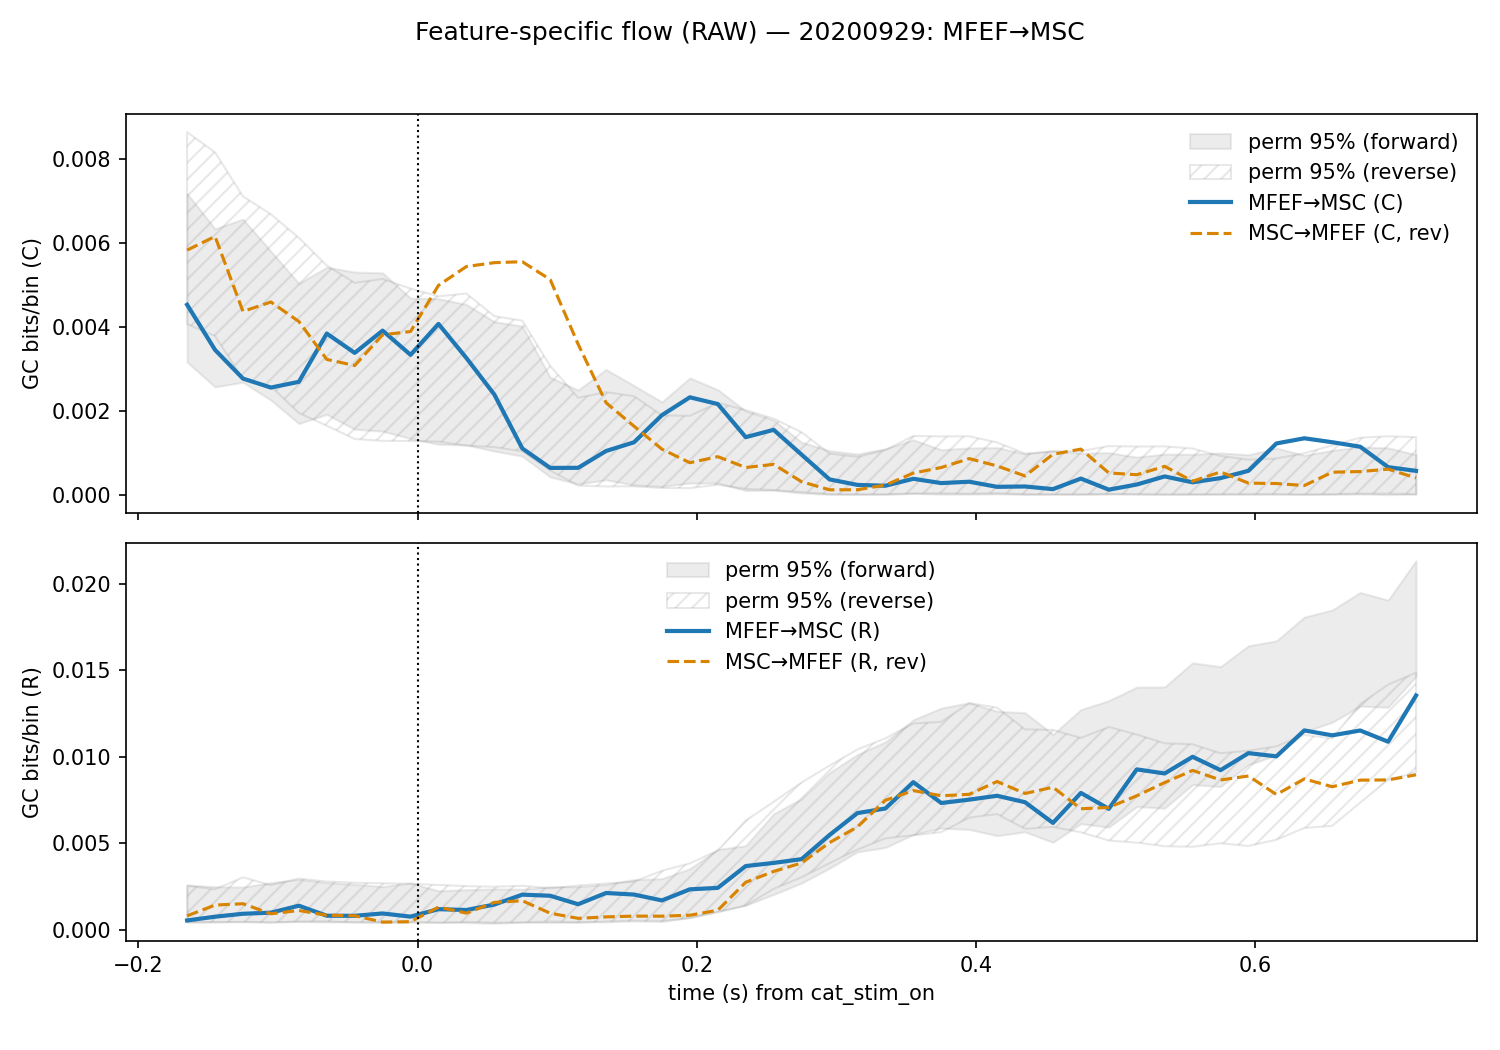 Feature-specific flow (RAW) — 20200929: MFEF→MSC
GC bits/bin (C)
0.008
0.006
0.004
0.002
0.000
perm 95% (forward)
perm 95% (reverse)
MFEF→MSC (C)
MSC→MFEF (C, rev)
GC bits/bin (R)
0.020
0.015
0.010
0.005
0.000
perm 95% (forward)
perm 95% (reverse)
MFEF→MSC (R)
MSC→MFEF (R, rev)
−0.2 0.0 0.2 0.4 0.6
time (s) from cat_stim_on